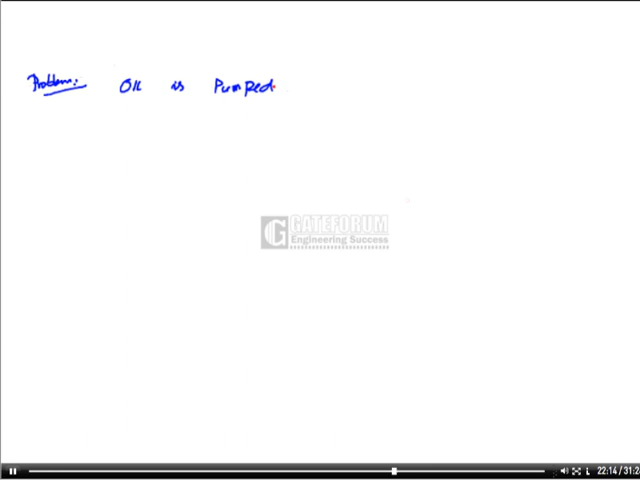 Problem: Oil is Pumped
GATEFORUM
Engineering Success
22:14 / 31:2